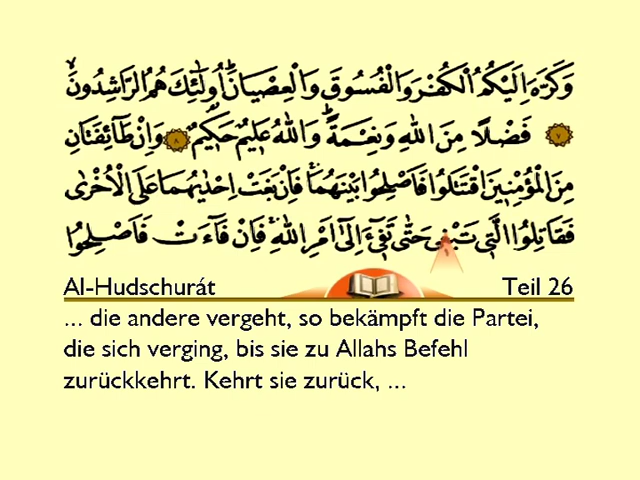 وَكَرَّهَ إِلَيْكُمُ الْكُفْرَ وَالْفُسُوقَ وَالْعِصْيَانَ ۚ أُولَٰئِكَ هُمُ الرَّاشِدُونَ
﴿٧﴾ فَضْلًا مِنَ اللَّهِ وَنِعْمَةً ۚ وَاللَّهُ عَلِيمٌ حَكِيمٌ ﴿٨﴾ وَإِنْ طَائِفَتَانِ
مِنَ الْمُؤْمِنِينَ اقْتَتَلُوا فَأَصْلِحُوا بَيْنَهُمَا ۖ فَإِنْ بَغَتْ إِحْدَاهُمَا عَلَى الْأُخْرَىٰ
فَقَاتِلُوا الَّتِي تَبْغِي حَتَّىٰ تَفِيءَ إِلَىٰ أَمْرِ اللَّهِ ۚ فَإِنْ فَاءَتْ فَأَصْلِحُوا
Al-Hudschurát Teil 26
... die andere vergeht, so bekämpft die Partei,
die sich verging, bis sie zu Allahs Befehl
zurückkehrt. Kehrt sie zurück, ...